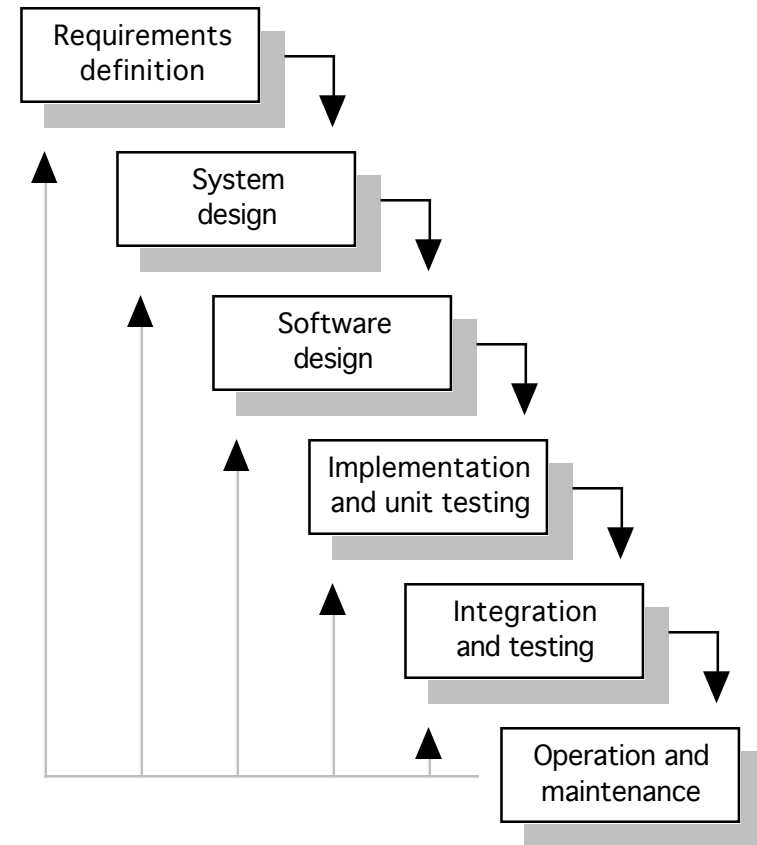 Requirements
definition
System
design
Software
design
Implementation
and unit testing
Integration
and testing
Operation and
maintenance